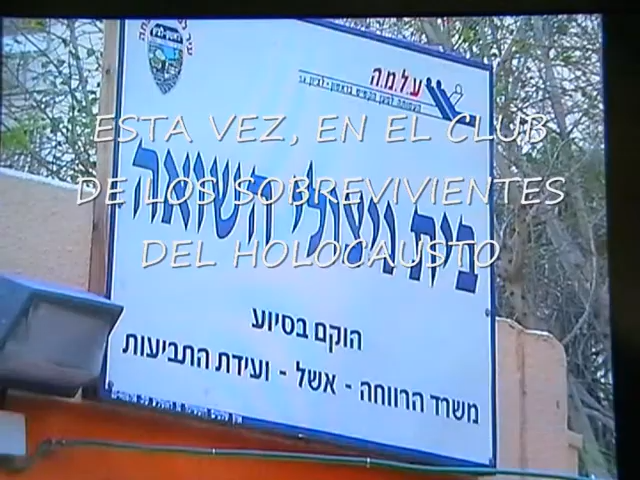 ע.ל.מ.ה
ESTA VEZ, EN EL CLUB
DE LOS SOBREVIVIENTES
DEL HOLOCAUSTO
בית ניצולי השואה
הוקם בסיוע
משרד הרווחה - אשל - ועידת התביעות